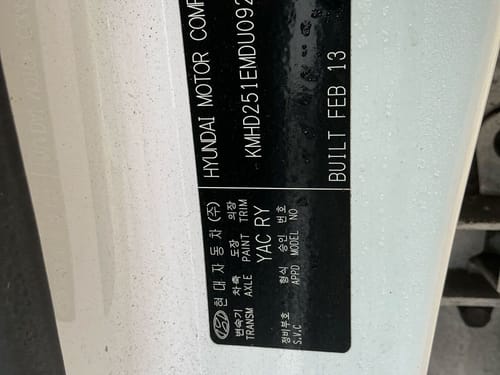 현대자동차 (주) HYUNDAI MOTOR COMP
변속기 차축 도장 의장
TRANSM AXLE PAINT TRIM
KMHD251EMDU092
YAC RY
정비부호 형식 승인 번호
S.V.C APPD MODEL NO
BUILT FEB 13